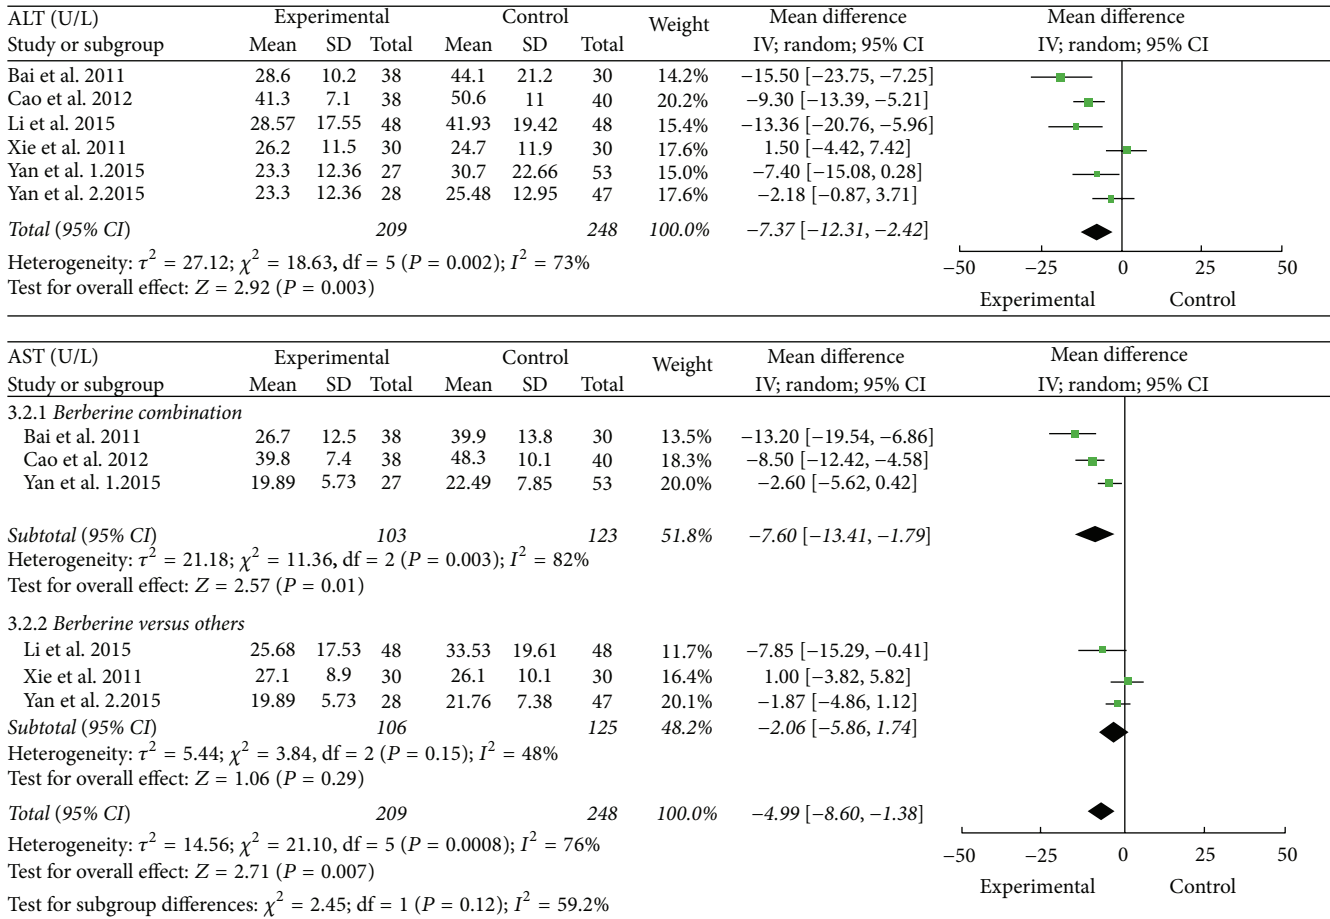 ALT (U/L) Experimental Control Weight Mean difference Mean difference
Study or subgroup Mean SD Total Mean SD Total IV; random; 95% CI IV; random; 95% CI
Bai et al. 2011 28.6 10.2 38 44.1 21.2 30 14.2% −15.50 [−23.75, −7.25]
Cao et al. 2012 41.3 7.1 38 50.6 11 40 20.2% −9.30 [−13.39, −5.21]
Li et al. 2015 28.57 17.55 48 41.93 19.42 48 15.4% −13.36 [−20.76, −5.96]
Xie et al. 2011 26.2 11.5 30 24.7 11.9 30 17.6% 1.50 [−4.42, 7.42]
Yan et al. 1.2015 23.3 12.36 27 30.7 22.66 53 15.0% −7.40 [−15.08, 0.28]
Yan et al. 2.2015 23.3 12.36 28 25.48 12.95 47 17.6% −2.18 [−0.87, 3.71]
Total (95% CI) 209 248 100.0% −7.37 [−12.31, −2.42]
Heterogeneity: τ² = 27.12; χ² = 18.63, df = 5 (P = 0.002); I² = 73%
Test for overall effect: Z = 2.92 (P = 0.003)
−50 −25 0 25 50
Experimental Control
AST (U/L) Experimental Control Weight Mean difference Mean difference
Study or subgroup Mean SD Total Mean SD Total IV; random; 95% CI IV; random; 95% CI
3.2.1 Berberine combination
Bai et al. 2011 26.7 12.5 38 39.9 13.8 30 13.5% −13.20 [−19.54, −6.86]
Cao et al. 2012 39.8 7.4 38 48.3 10.1 40 18.3% −8.50 [−12.42, −4.58]
Yan et al. 1.2015 19.89 5.73 27 22.49 7.85 53 20.0% −2.60 [−5.62, 0.42]
Subtotal (95% CI) 103 123 51.8% −7.60 [−13.41, −1.79]
Heterogeneity: τ² = 21.18; χ² = 11.36, df = 2 (P = 0.003); I² = 82%
Test for overall effect: Z = 2.57 (P = 0.01)
3.2.2 Berberine versus others
Li et al. 2015 25.68 17.53 48 33.53 19.61 48 11.7% −7.85 [−15.29, −0.41]
Xie et al. 2011 27.1 8.9 30 26.1 10.1 30 16.4% 1.00 [−3.82, 5.82]
Yan et al. 2.2015 19.89 5.73 28 21.76 7.38 47 20.1% −1.87 [−4.86, 1.12]
Subtotal (95% CI) 106 125 48.2% −2.06 [−5.86, 1.74]
Heterogeneity: τ² = 5.44; χ² = 3.84, df = 2 (P = 0.15); I² = 48%
Test for overall effect: Z = 1.06 (P = 0.29)
Total (95% CI) 209 248 100.0% −4.99 [−8.60, −1.38]
Heterogeneity: τ² = 14.56; χ² = 21.10, df = 5 (P = 0.0008); I² = 76%
Test for overall effect: Z = 2.71 (P = 0.007)
Test for subgroup differences: χ² = 2.45; df = 1 (P = 0.12); I² = 59.2%
−50 −25 0 25 50
Experimental Control